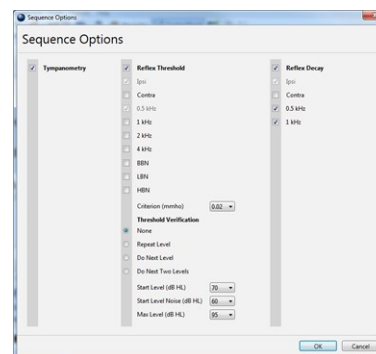 Sequence Options
Sequence Options
Tympanometry
Reflex Threshold
Ipsi
Contra
0.5 kHz
1 kHz
2 kHz
4 kHz
BBN
LBN
HBN
Criterion (mmho) 0.02
Threshold Verification
None
Repeat Level
Do Next Level
Do Next Two Levels
Start Level (dB HL) 70
Start Level Noise (dB HL) 60
Max Level (dB HL) 95
Reflex Decay
Ipsi
Contra
0.5 kHz
1 kHz
OK Cancel